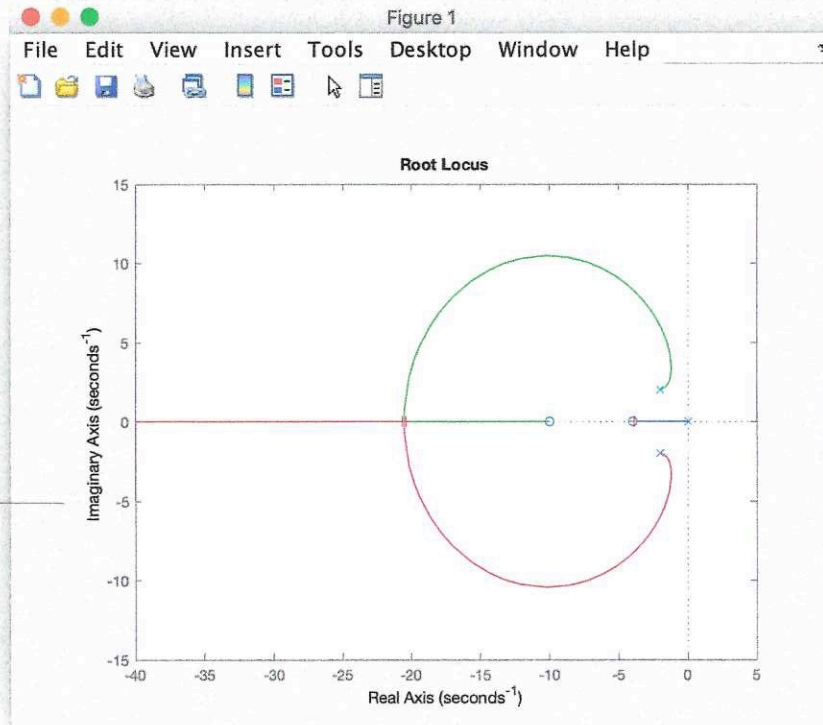 Figure 1
File Edit View Insert Tools Desktop Window Help
Root Locus
Imaginary Axis (seconds⁻¹)
15
10
5
0
-5
-10
-15
-40 -35 -30 -25 -20 -15 -10 -5 0 5
Real Axis (seconds⁻¹)